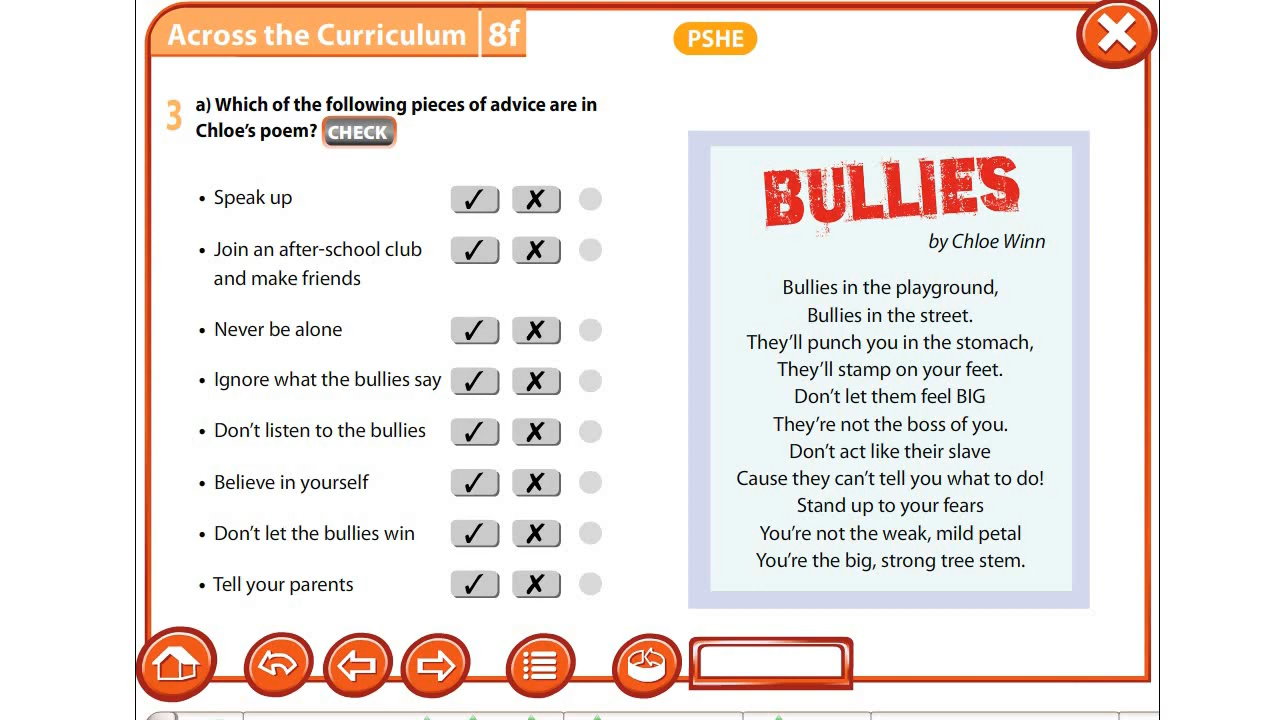 Across the Curriculum 8f
PSHE
3 a) Which of the following pieces of advice are in
Chloe's poem? CHECK
• Speak up ✓ ✗
• Join an after-school club ✓ ✗
and make friends
• Never be alone ✓ ✗
• Ignore what the bullies say ✓ ✗
• Don't listen to the bullies ✓ ✗
• Believe in yourself ✓ ✗
• Don't let the bullies win ✓ ✗
• Tell your parents ✓ ✗
BULLIES
by Chloe Winn
Bullies in the playground,
Bullies in the street.
They'll punch you in the stomach,
They'll stamp on your feet.
Don't let them feel BIG
They're not the boss of you.
Don't act like their slave
Cause they can't tell you what to do!
Stand up to your fears
You're not the weak, mild petal
You're the big, strong tree stem.